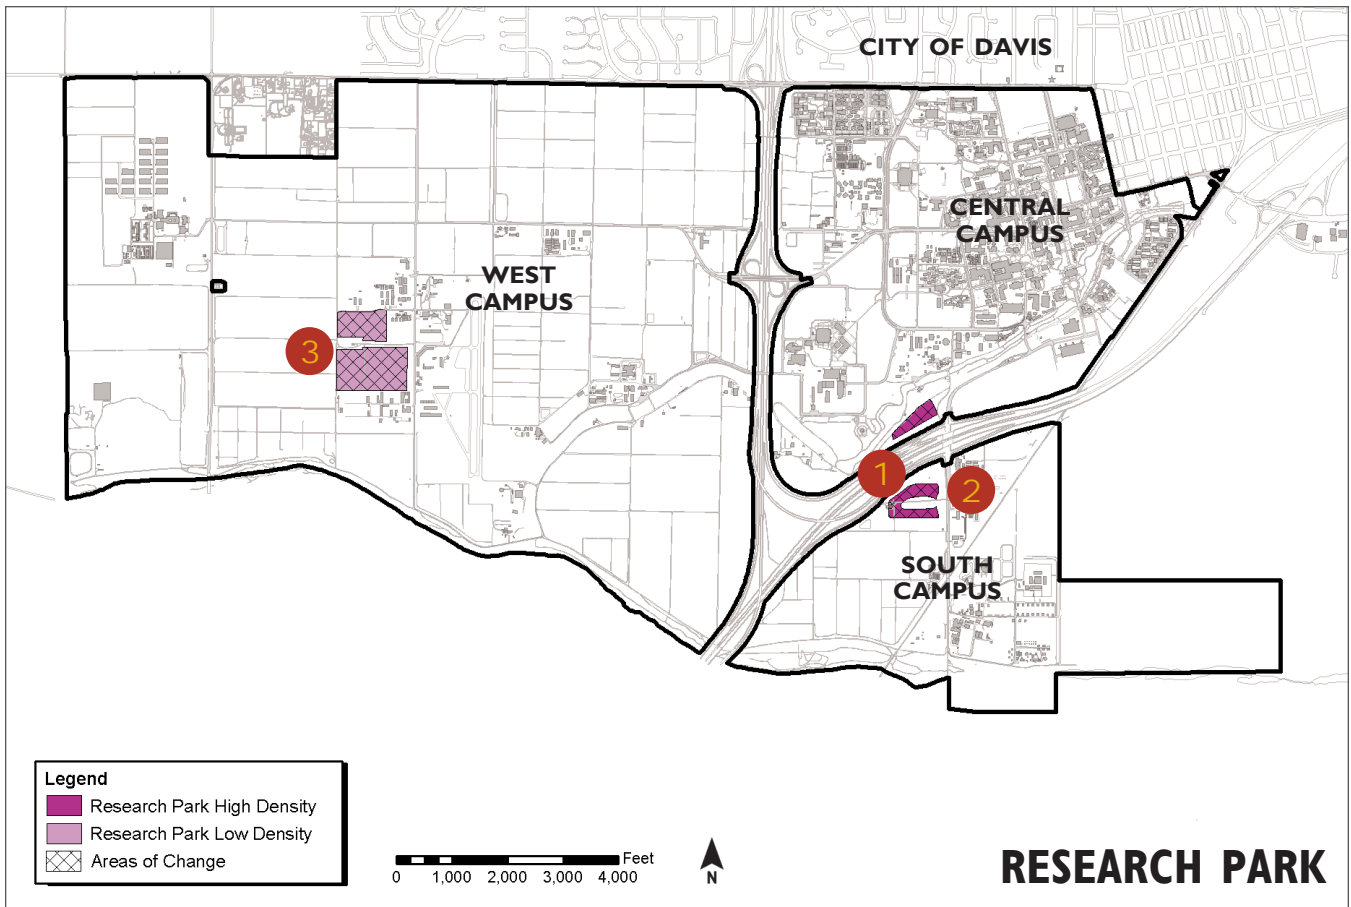 CITY OF DAVIS
CENTRAL
CAMPUS
WEST
CAMPUS
3
1
2
SOUTH
CAMPUS
Legend
Research Park High Density
Research Park Low Density
Areas of Change
Feet
0 1,000 2,000 3,000 4,000
N
RESEARCH PARK